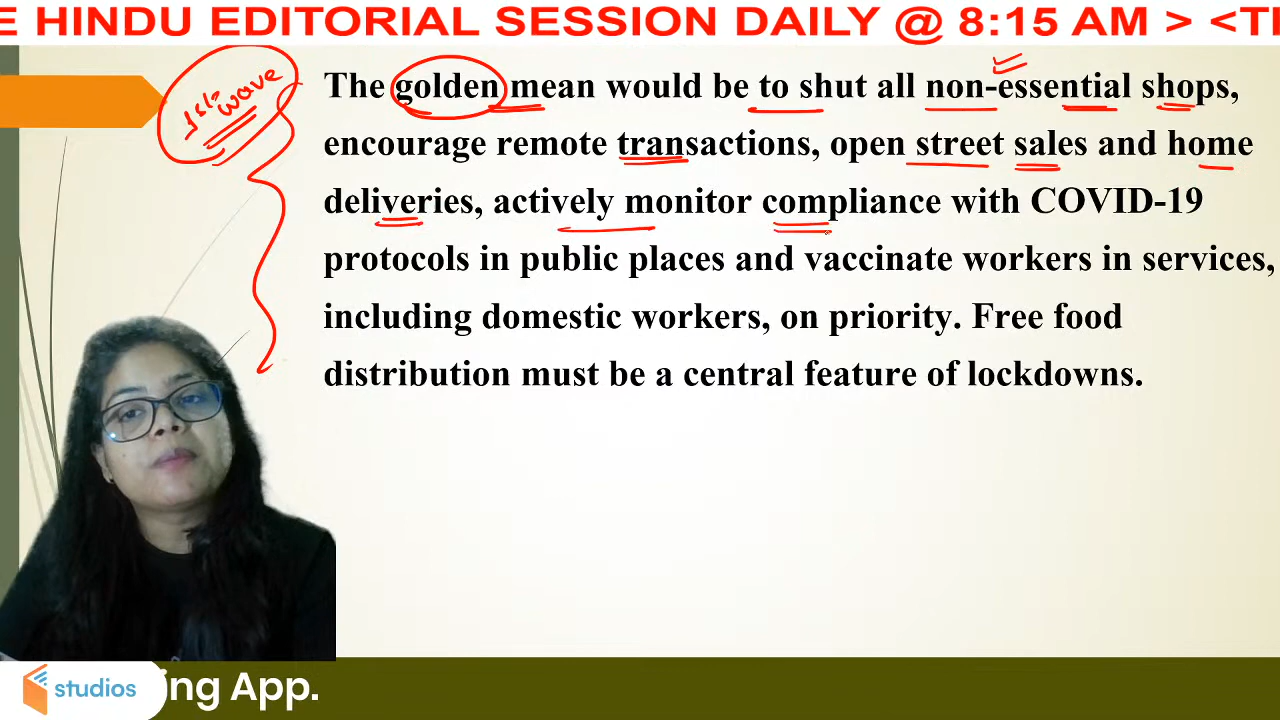 E HINDU EDITORIAL SESSION DAILY @ 8:15 AM > <TI
1st wave
The golden mean would be to shut all non-essential shops,
encourage remote transactions, open street sales and home
deliveries, actively monitor compliance with COVID-19
protocols in public places and vaccinate workers in services,
including domestic workers, on priority. Free food
distribution must be a central feature of lockdowns.
studios
ing App.